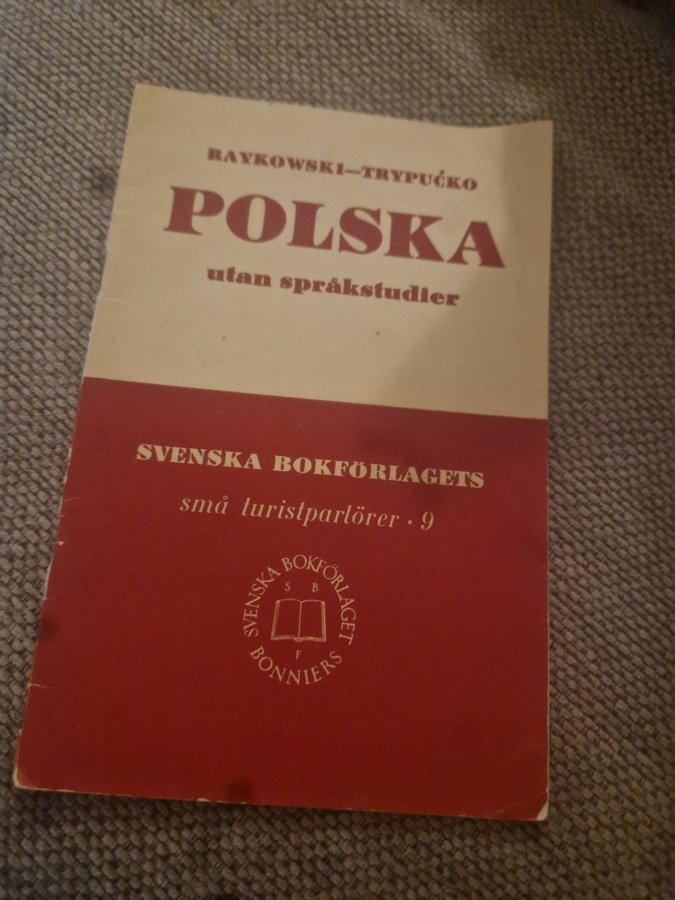 RAYKOWSKI—TRYPUĆKO
POLSKA
utan språkstudier
SVENSKA BOKFÖRLAGETS
små turistparlörer · 9
SVENSKA BOKFÖRLAGET
S B
F
BONNIERS